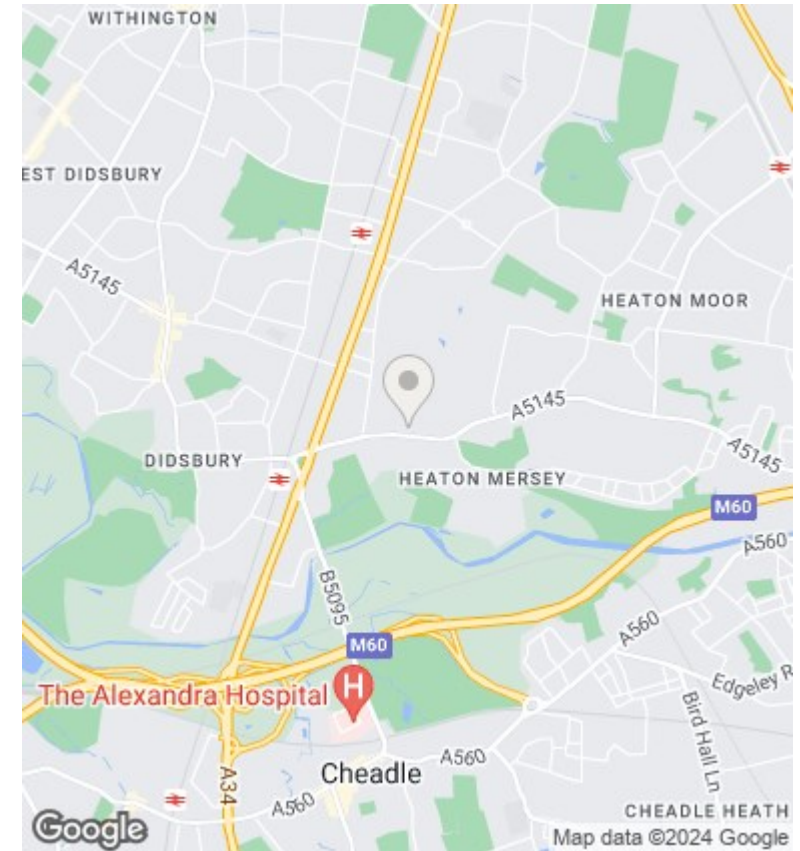 WITHINGTON
EST DIDSBURY
A5145
HEATON MOOR
A5145
DIDSBURY
HEATON MERSEY
A5145
M60
A560
B5095
A560
M60
The Alexandra Hospital
H
Edgeley R
Bird Hall Ln
A34
Cheadle
A560
A560
CHEADLE HEATH
Google
Map data ©2024 Google